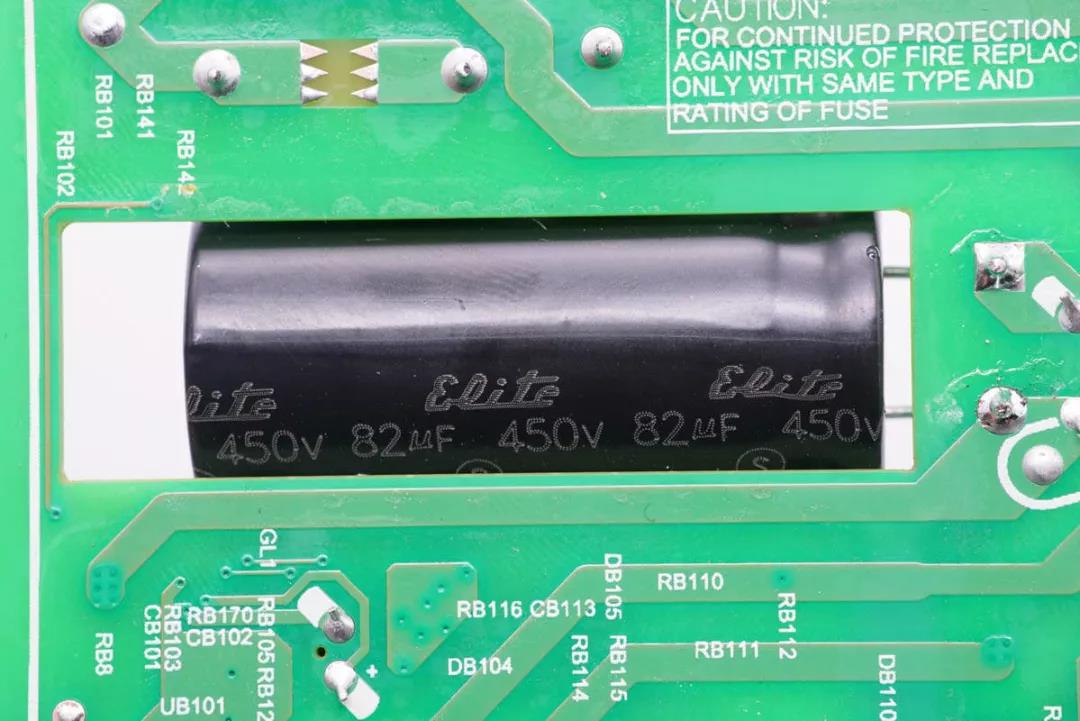 CAUTION:
FOR CONTINUED PROTECTION
AGAINST RISK OF FIRE REPLAC
ONLY WITH SAME TYPE AND
RATING OF FUSE
RB101
RB141
RB102
RB142
Elite Elite Elite
450V 82µF 450V 82µF 450V
S S
GL1
DB105
RB110
RB170
RB116 CB113
CB102
CB101
RB103
RB105
RB112
RB8
DB104
RB114
RB115
RB111
RB12
DB110
UB101
+